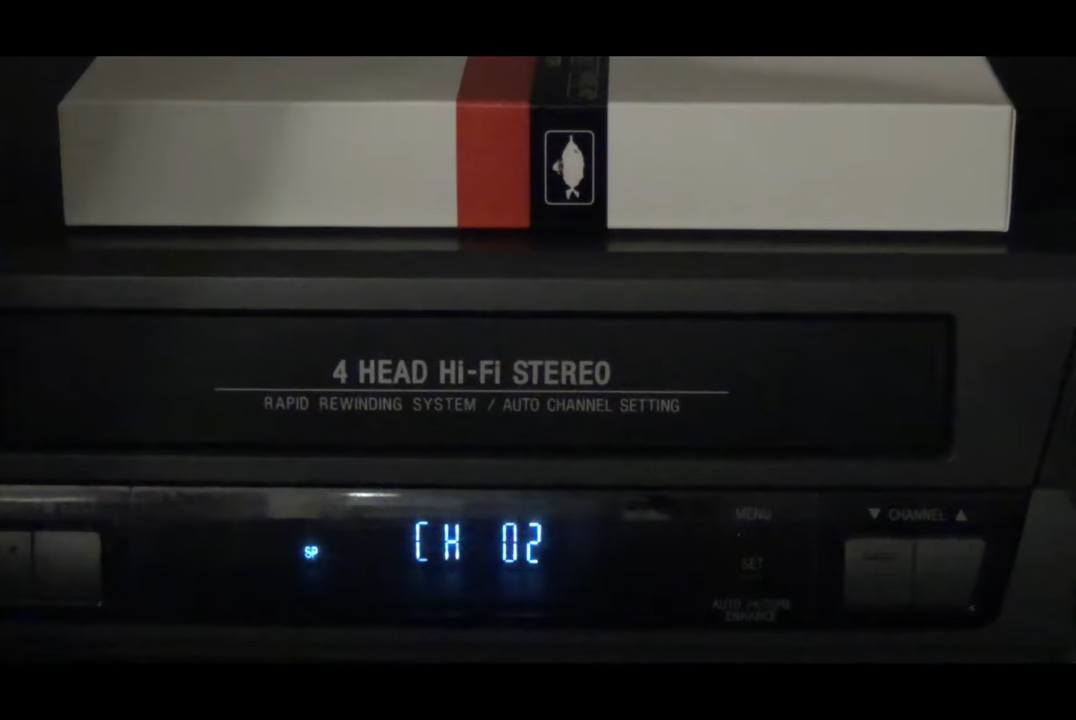 4 HEAD Hi-Fi STEREO
RAPID REWINDING SYSTEM / AUTO CHANNEL SETTING
MENU
▼ CHANNEL ▲
SP
CH 02
SET
AUTO PICTURE
ENHANCE